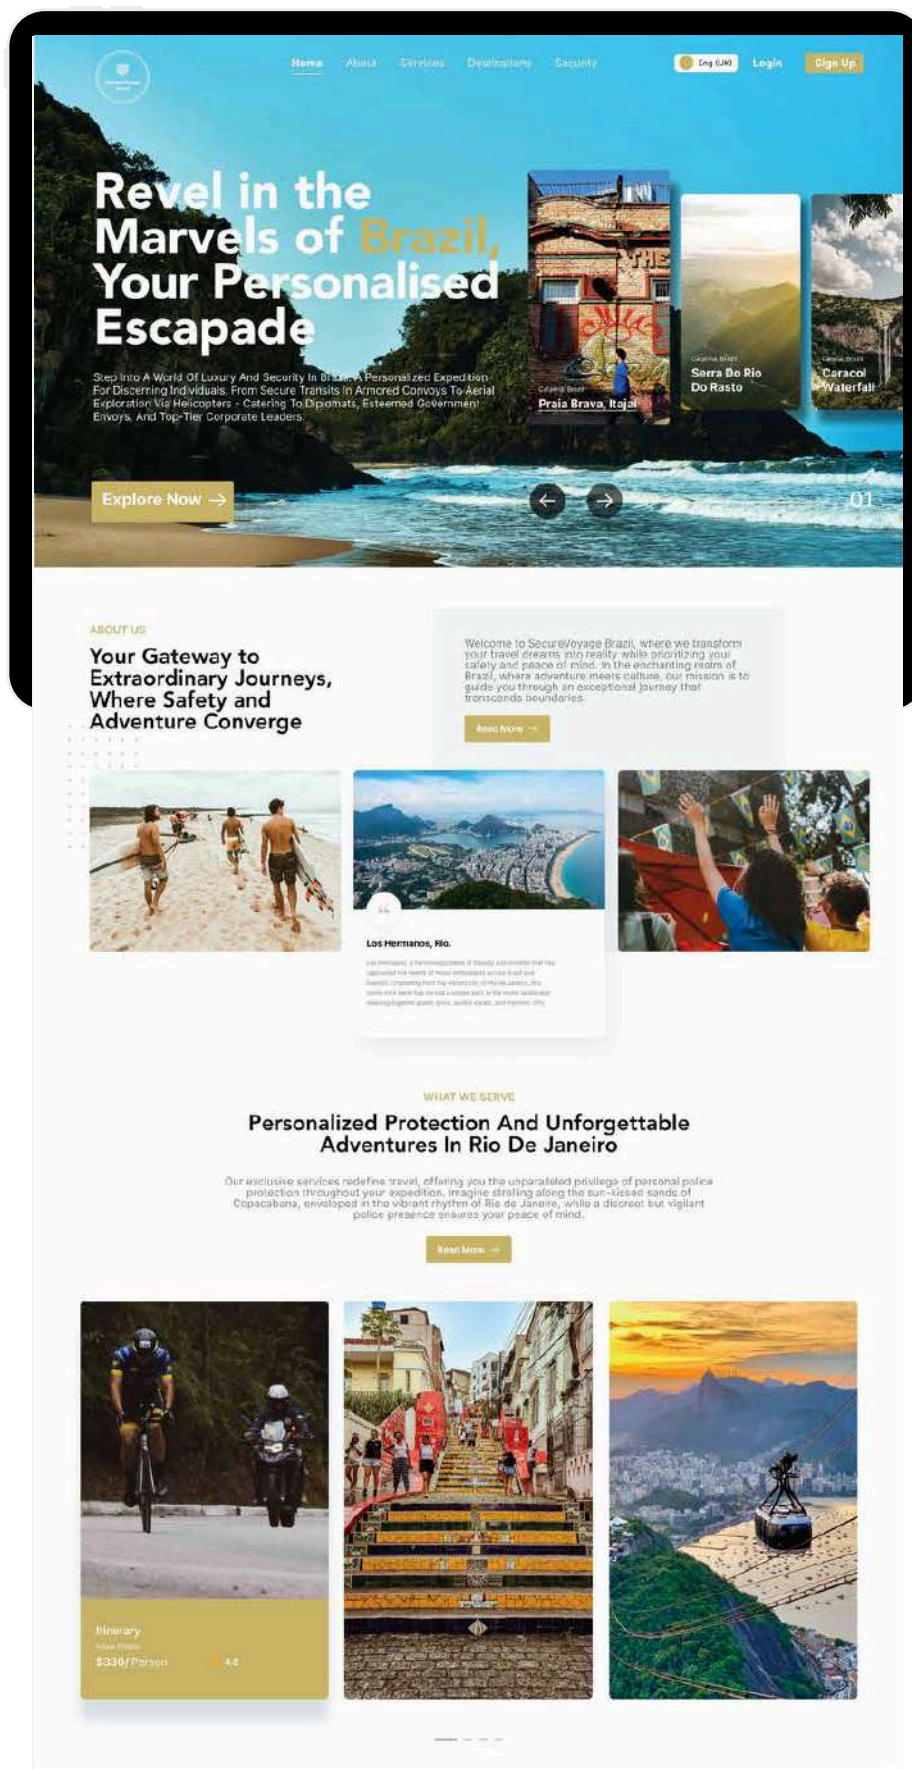 Home About Services Destinations Security
Eng (UK) Login Sign Up
Revel in the
Marvels of Brazil,
Your Personalised
Escapade
Step Into A World Of Luxury And Security In Brazil. A Personalized Expedition
For Discerning Individuals. From Secure Transits In Armored Convoys To Aerial
Exploration Via Helicopters - Catering To Diplomats, Esteemed Government
Envoys, And Top-Tier Corporate Leaders.
Explore Now →
THE
Praia Brava, Itajaí
Serra Do Rio
Do Rasto
Caracol
Waterfall
01
ABOUT US
Your Gateway to
Extraordinary Journeys,
Where Safety and
Adventure Converge
Welcome to SecureVoyage Brazil, where we transform
your travel dreams into reality while prioritizing your
safety and peace of mind. In the enchanting realm of
Brazil, where adventure meets culture, our mission is to
guide you through an exceptional journey that
transcends boundaries.
Read More →
Los Hermanos, Rio.
WHAT WE SERVE
Personalized Protection And Unforgettable
Adventures In Rio De Janeiro
Our exclusive services redefine travel, offering you the unparalleled privilege of personal police
protection throughout your expedition. Imagine strolling along the sun-kissed sands of
Copacabana, enveloped in the vibrant rhythm of Rio de Janeiro, while a discreet but vigilant
police presence ensures your peace of mind.
Read More →
Itinerary
$330/Person